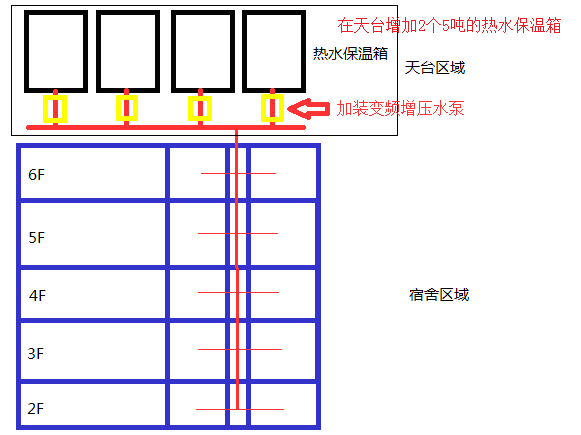 在天台增加2个5吨的热水保温箱
热水保温箱
天台区域
加装变频增压水泵
6F
5F
4F
宿舍区域
3F
2F